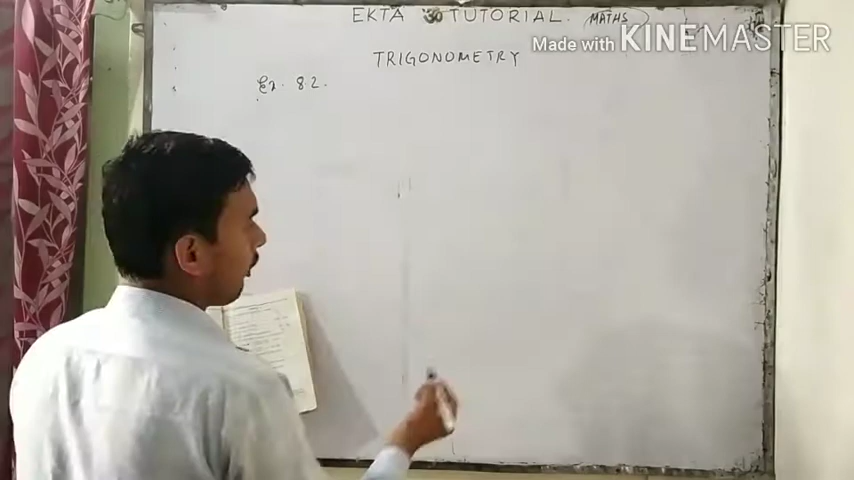 EKTA TUTORIAL. (MATHS)
Made with KINEMASTER
TRIGONOMETRY
Ex. 8.2.